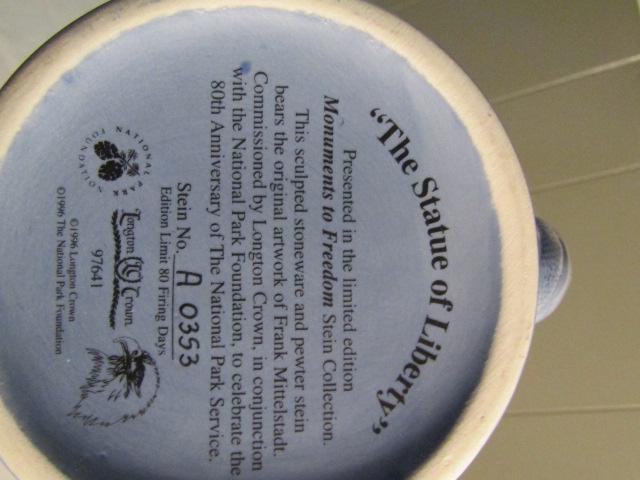 "The Statue of Liberty"
Presented in the limited edition
Monuments to Freedom Stein Collection.
This sculpted stoneware and pewter stein
bears the original artwork of Frank Mittelstadt.
Commissioned by Longton Crown, in conjunction
with the National Park Foundation, to celebrate the
80th Anniversary of The National Park Service.
Stein No. A 0353
Edition Limit 80 Firing Days
NATIONAL PARK FOUNDATION
Longton LC Crown
97641
©1996 Longton Crown
©1996 The National Park Foundation